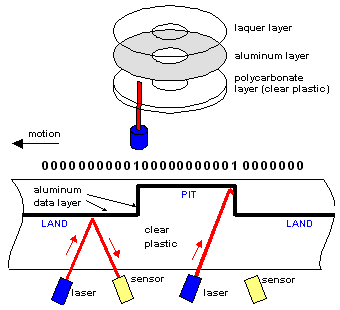 laquer layer
aluminum layer
polycarbonate
layer (clear plastic)
motion
0000000000100000000001 0000000
aluminum
data layer
PIT
LAND
clear
plastic
LAND
laser
sensor
laser
sensor